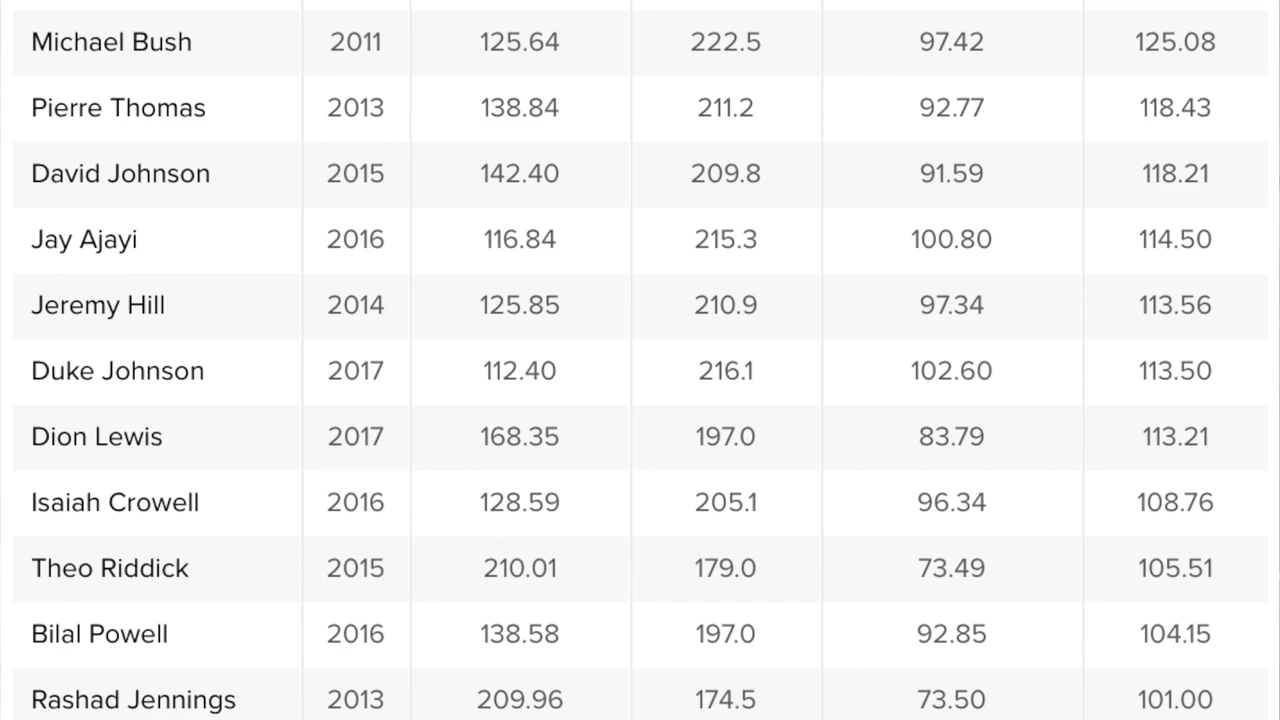 Michael Bush 2011 125.64 222.5 97.42 125.08
Pierre Thomas 2013 138.84 211.2 92.77 118.43
David Johnson 2015 142.40 209.8 91.59 118.21
Jay Ajayi 2016 116.84 215.3 100.80 114.50
Jeremy Hill 2014 125.85 210.9 97.34 113.56
Duke Johnson 2017 112.40 216.1 102.60 113.50
Dion Lewis 2017 168.35 197.0 83.79 113.21
Isaiah Crowell 2016 128.59 205.1 96.34 108.76
Theo Riddick 2015 210.01 179.0 73.49 105.51
Bilal Powell 2016 138.58 197.0 92.85 104.15
Rashad Jennings 2013 209.96 174.5 73.50 101.00